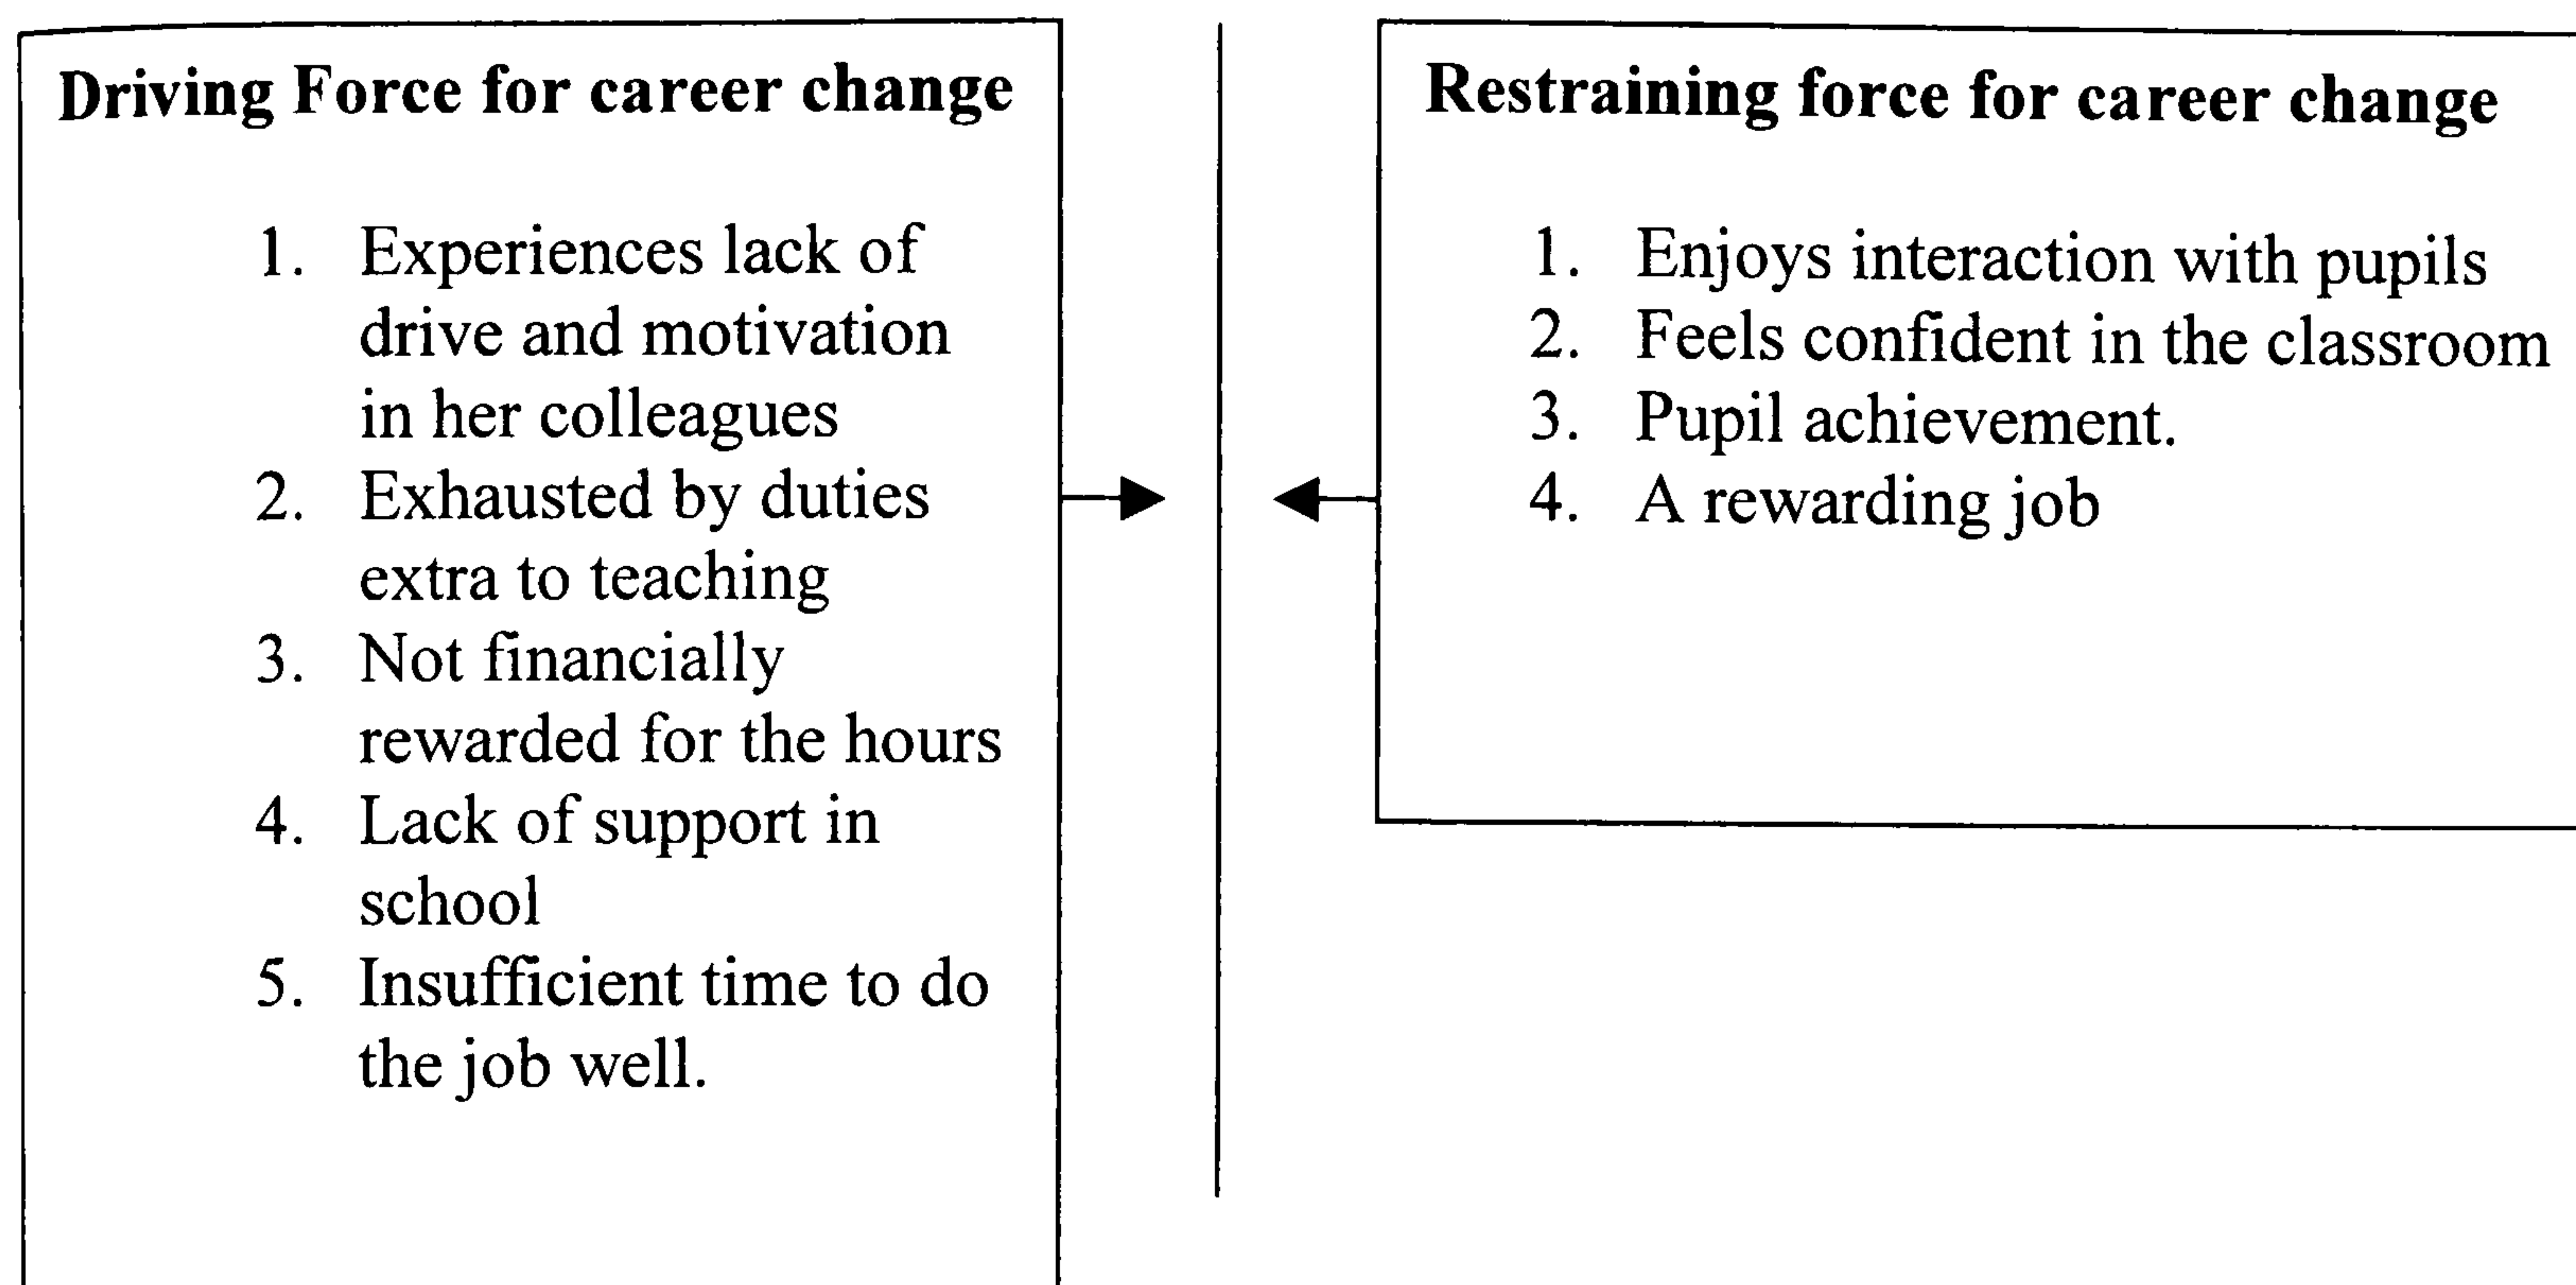 Driving Force for career change
1. Experiences lack of
drive and motivation
in her colleagues
2. Exhausted by duties
extra to teaching
3. Not financially
rewarded for the hours
4. Lack of support in
school
5. Insufficient time to do
the job well.
Restraining force for career change
1. Enjoys interaction with pupils
2. Feels confident in the classroom
3. Pupil achievement.
4. A rewarding job